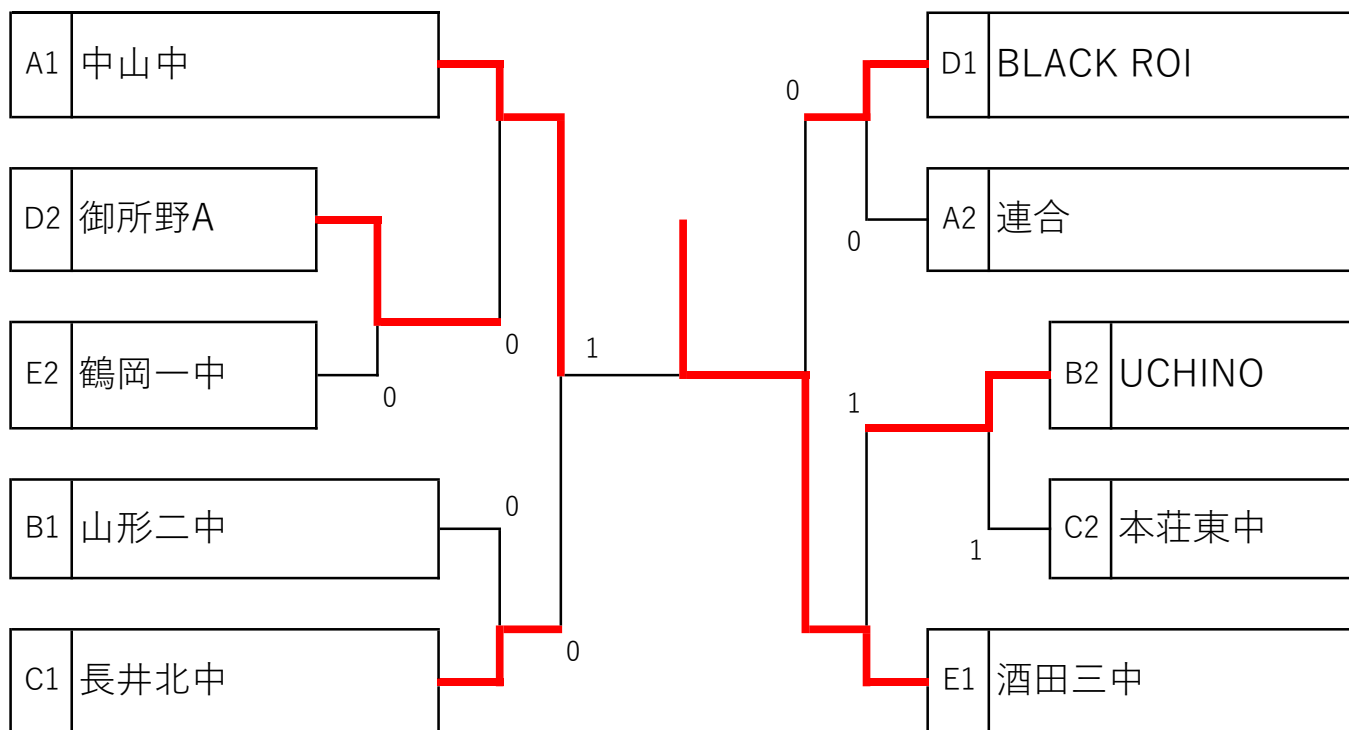 A1 中山中
D2 御所野A
E2 鶴岡一中
B1 山形二中
C1 長井北中
0
0
0
0
1
0
0
1
1
D1 BLACK ROI
A2 連合
B2 UCHINO
C2 本荘東中
E1 酒田三中